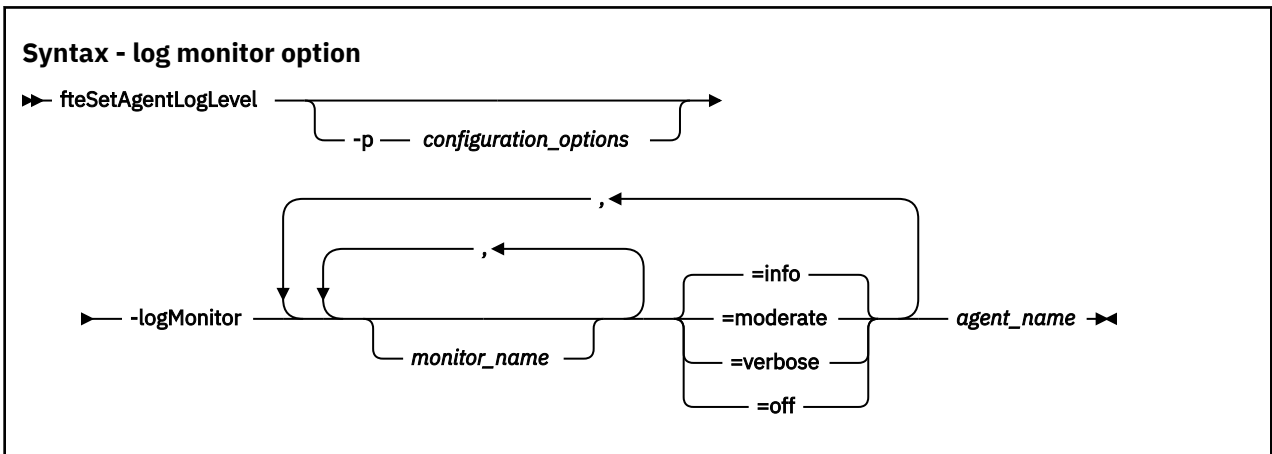 Syntax - log monitor option
fteSetAgentLogLevel
-p configuration_options
,
,
=info
-logMonitor =moderate agent_name
monitor_name =verbose
=off